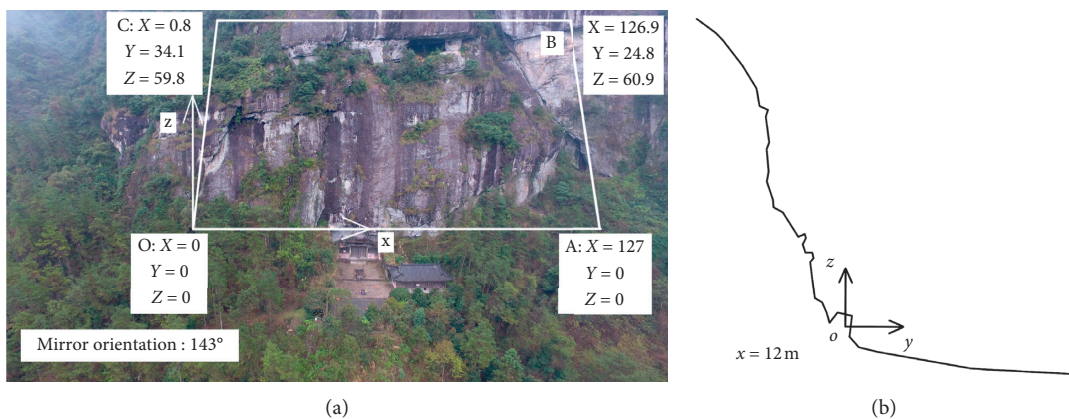 C: X = 0.8
Y = 34.1
Z = 59.8
B
X = 126.9
Y = 24.8
Z = 60.9
z
x
O: X = 0
Y = 0
Z = 0
A: X = 127
Y = 0
Z = 0
Mirror orientation : 143°
(a)
z
o
y
x = 12 m
(b)